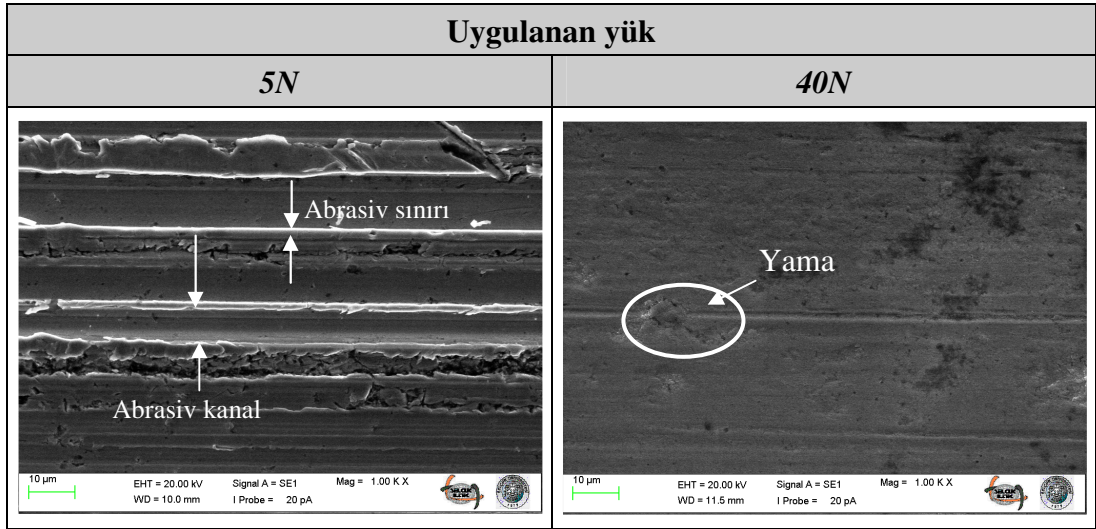 Uygulanan yük
5N
40N
Abrasiv sınırı
Abrasiv kanal
10 µm
EHT = 20.00 kV
Signal A = SE1
Mag = 1.00 K X
WD = 10.0 mm
I Probe = 20 pA
Yama
10 µm
EHT = 20.00 kV
Signal A = SE1
Mag = 1.00 K X
WD = 11.5 mm
I Probe = 20 pA